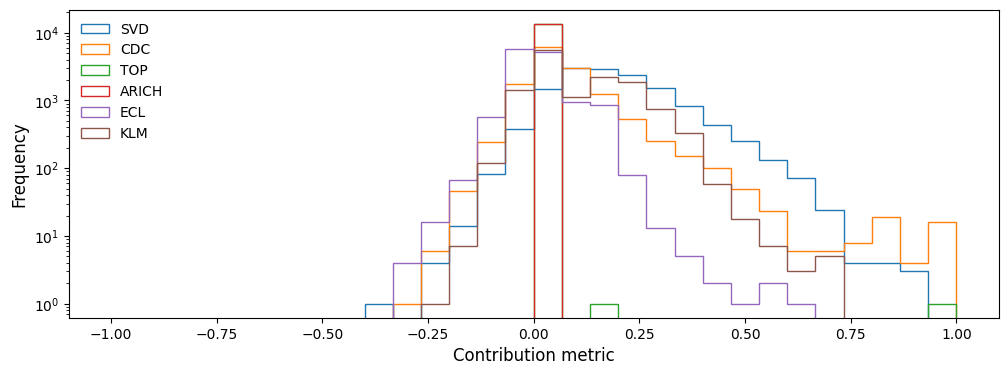 SVD
CDC
TOP
ARICH
ECL
KLM
Frequency
10⁴
10³
10²
10¹
10⁰
−1.00 −0.75 −0.50 −0.25 0.00 0.25 0.50 0.75 1.00
Contribution metric